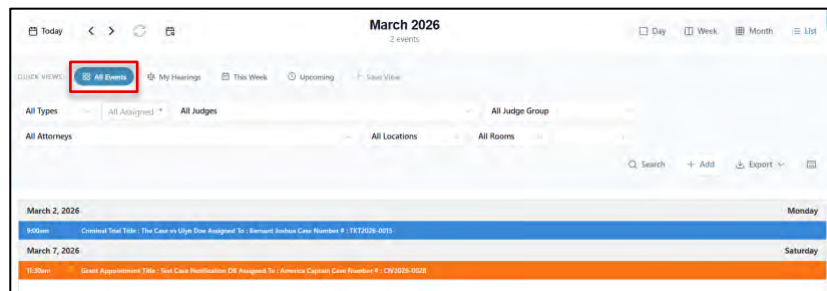 Today
March 2026
2 events
Day Week Month List
QUICK VIEWS All Events My Hearings This Week Upcoming + Save View
All Types All Assigned All Judges All Judge Group
All Attorneys All Locations All Rooms
Search + Add Export
March 2, 2026 Monday
9:00am Criminal Trial Title : The Case vs Ulyn Doe Assigned To : Bernant Joshua Case Number # : TKT2026-0015
March 7, 2026 Saturday
11:30am Grant Appointment Title : Test Case Notification DB Assigned To : America Captain Case Number # : CIV2026-0028